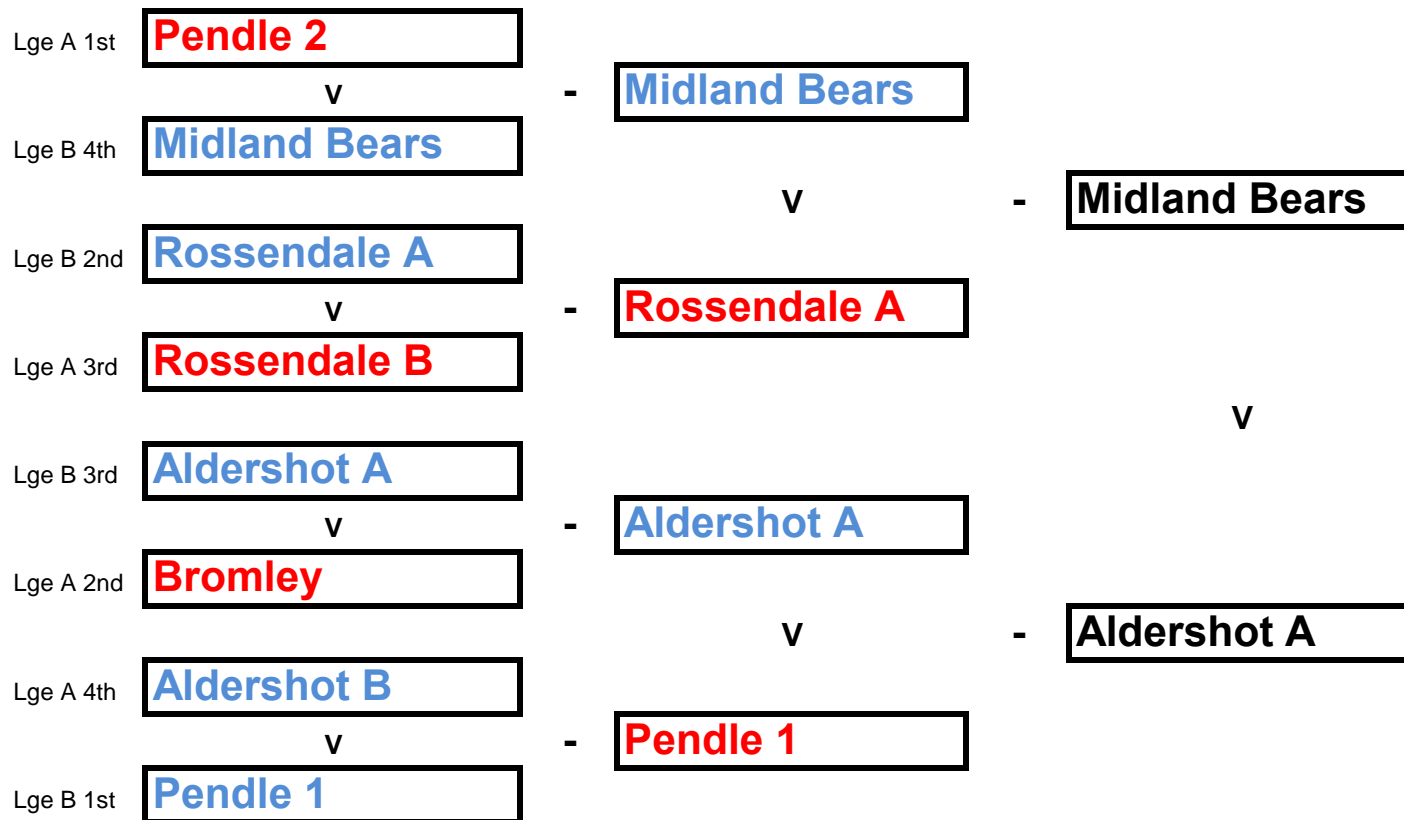 Lge A 1st Pendle 2
v - Midland Bears
Lge B 4th Midland Bears
v - Midland Bears
Lge B 2nd Rossendale A
v - Rossendale A
Lge A 3rd Rossendale B
v
Lge B 3rd Aldershot A
v - Aldershot A
Lge A 2nd Bromley
v - Aldershot A
Lge A 4th Aldershot B
v - Pendle 1
Lge B 1st Pendle 1